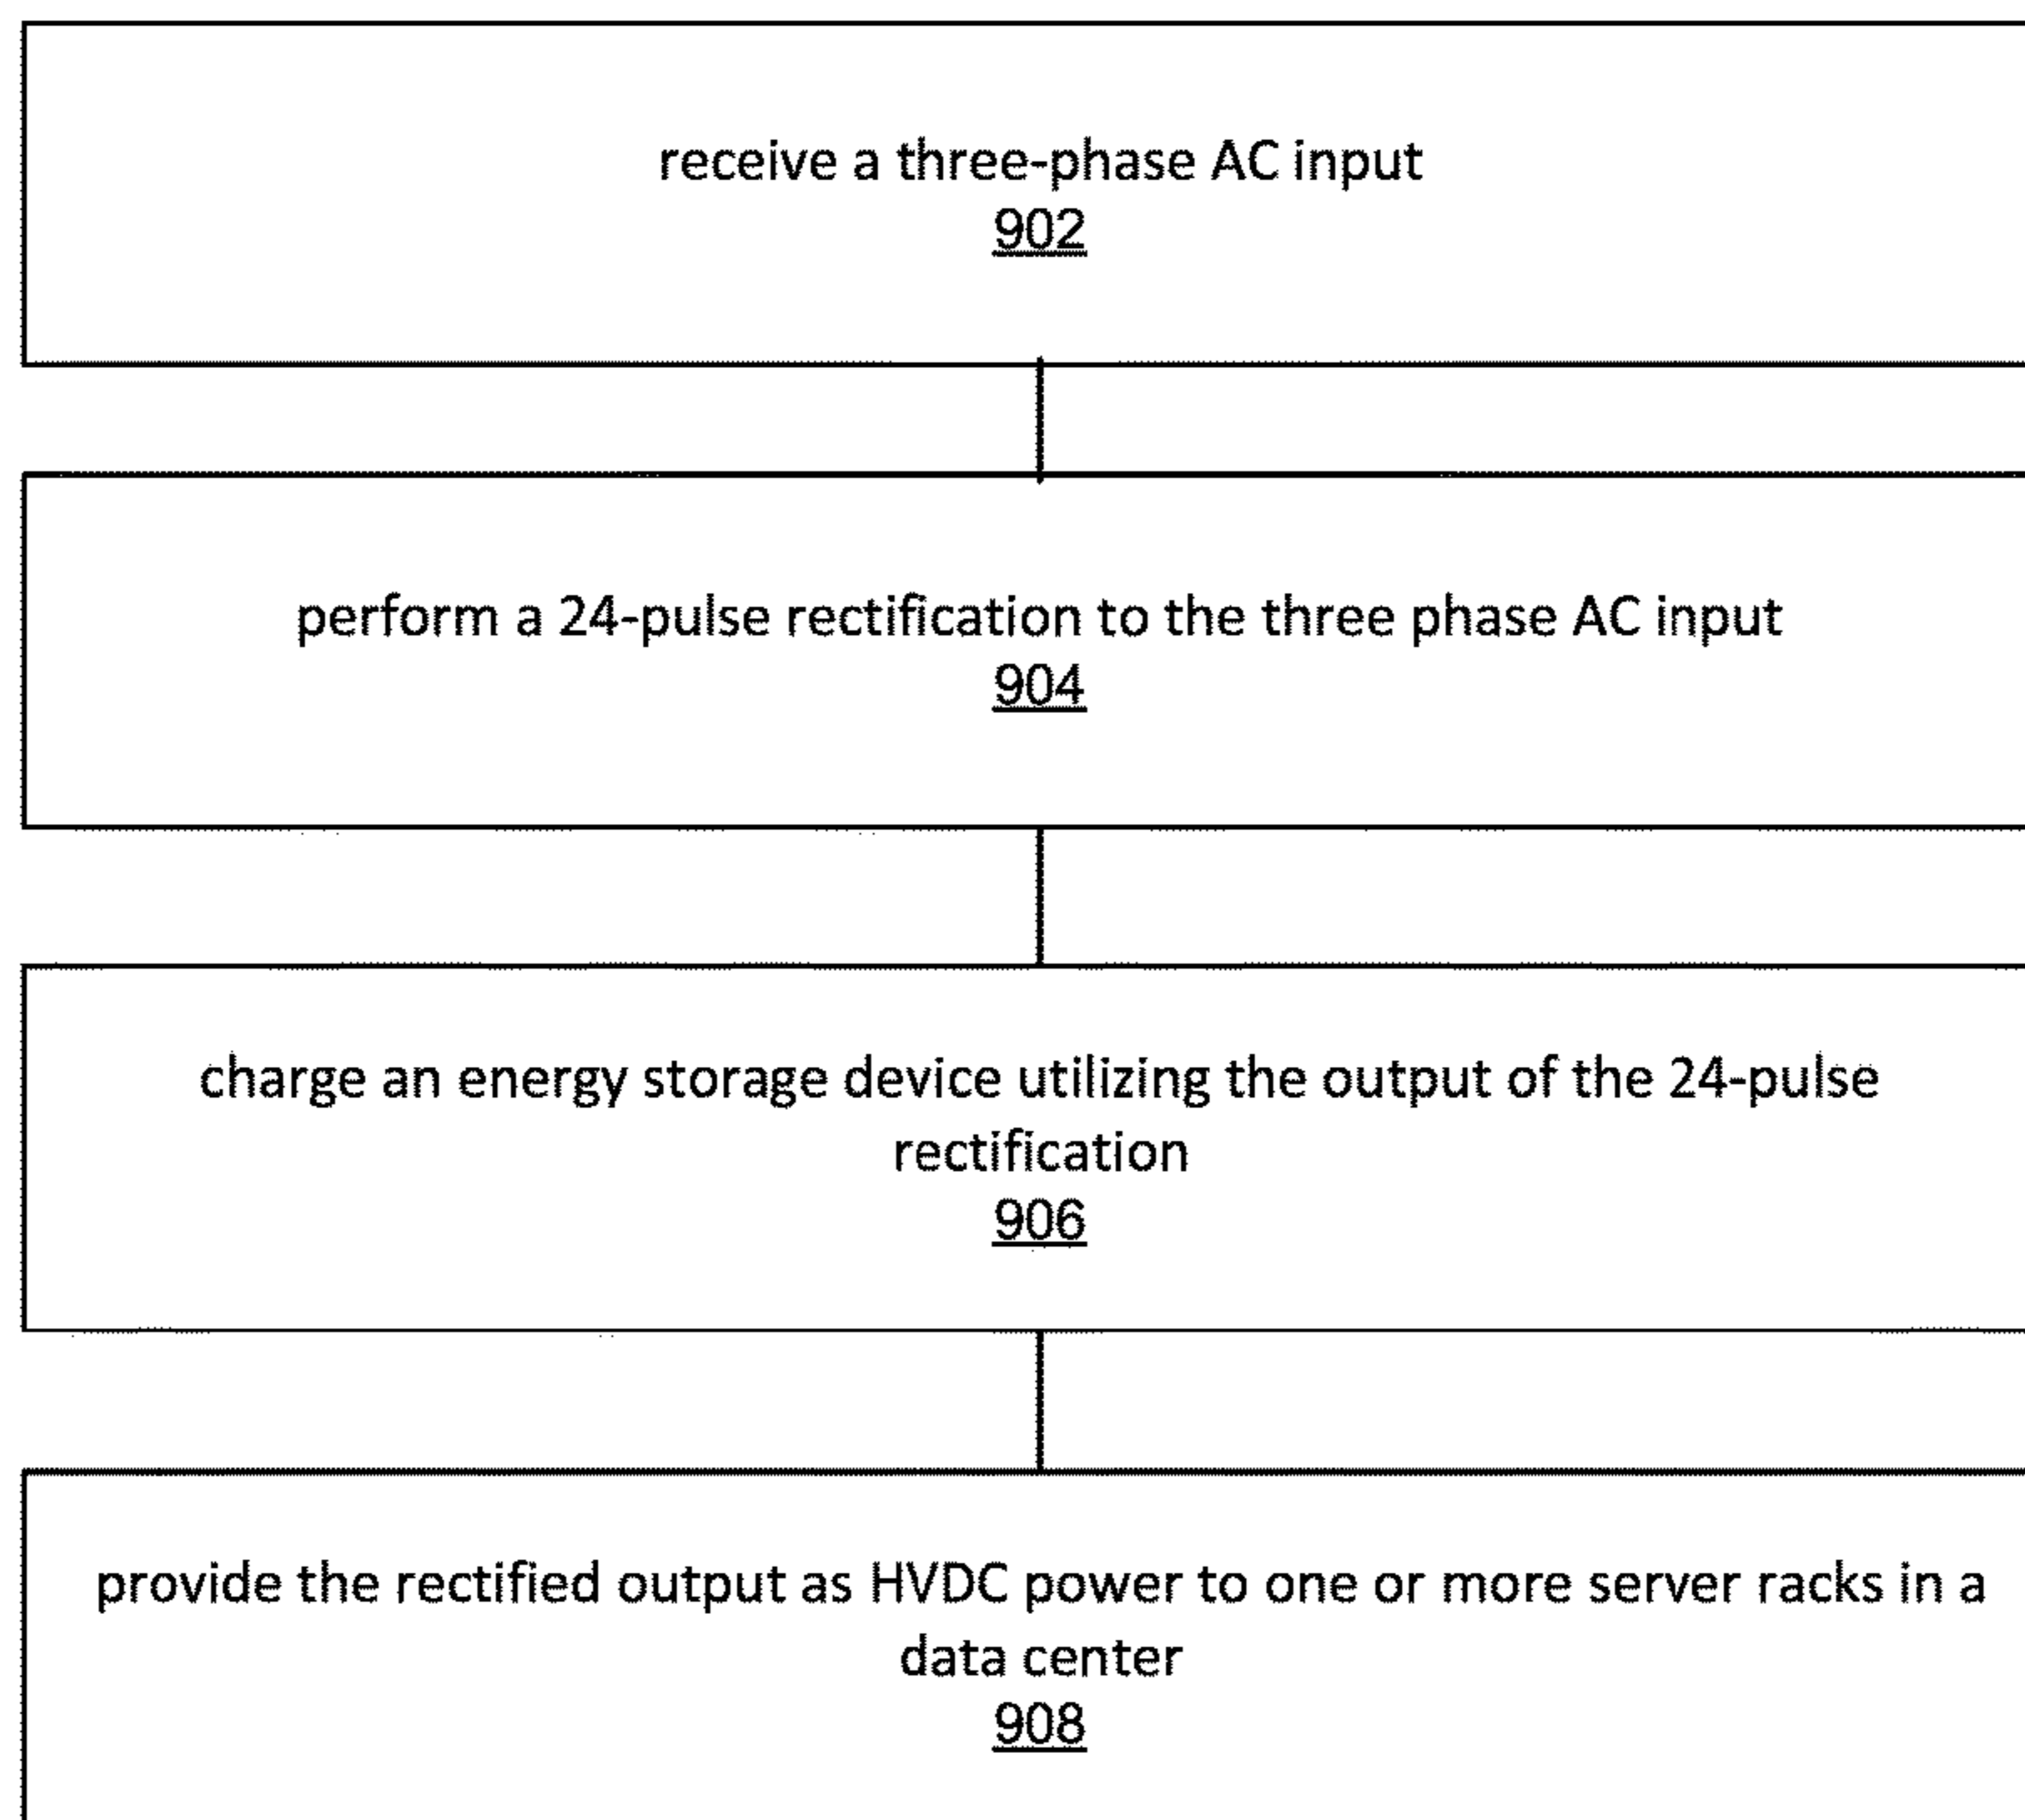 receive a three-phase AC input
902
perform a 24-pulse rectification to the three phase AC input
904
charge an energy storage device utilizing the output of the 24-pulse
rectification
906
provide the rectified output as HVDC power to one or more server racks in a
data center
908